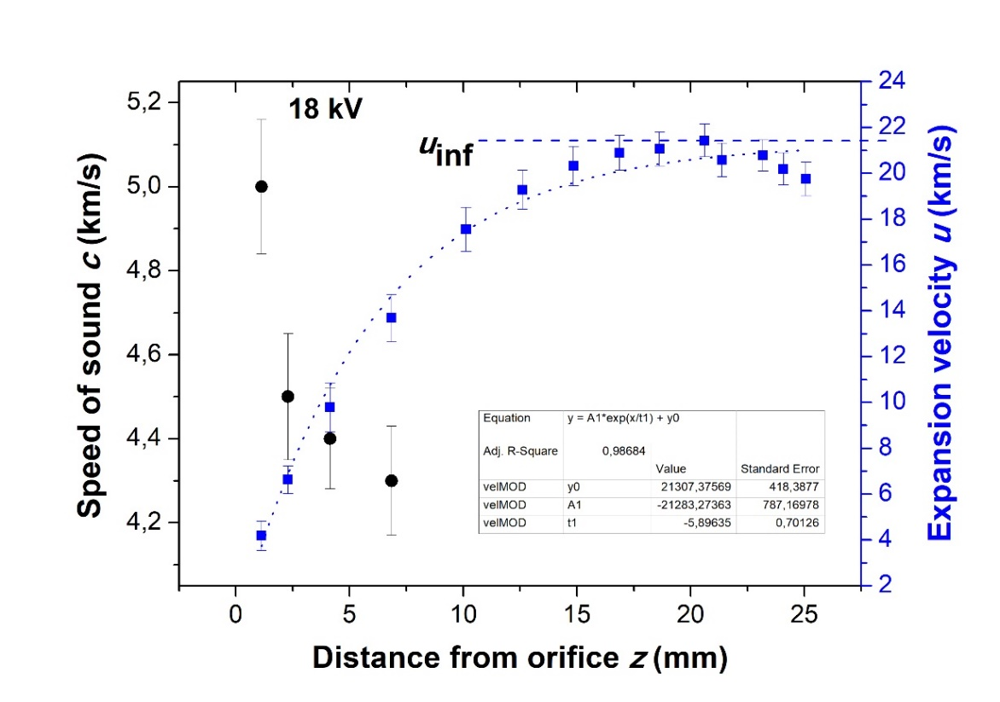 18 kV
u inf
Speed of sound c (km/s)
5,2
5,0
4,8
4,6
4,4
4,2
Expansion velocity u (km/s)
24
22
20
18
16
14
12
10
8
6
4
2
Equation y = A1*exp(x/t1) + y0
Adj. R-Square 0,98684
Value Standard Error
velMOD y0 21307,37569 418,3877
velMOD A1 -21283,27363 787,16978
velMOD t1 -5,89635 0,70126
0 5 10 15 20 25
Distance from orifice z (mm)